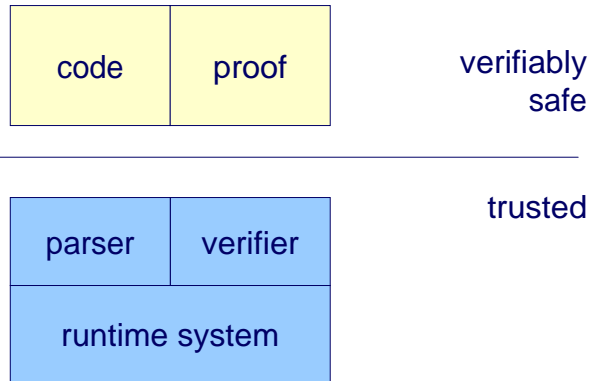 code
proof
verifiably
safe
trusted
parser
verifier
runtime system